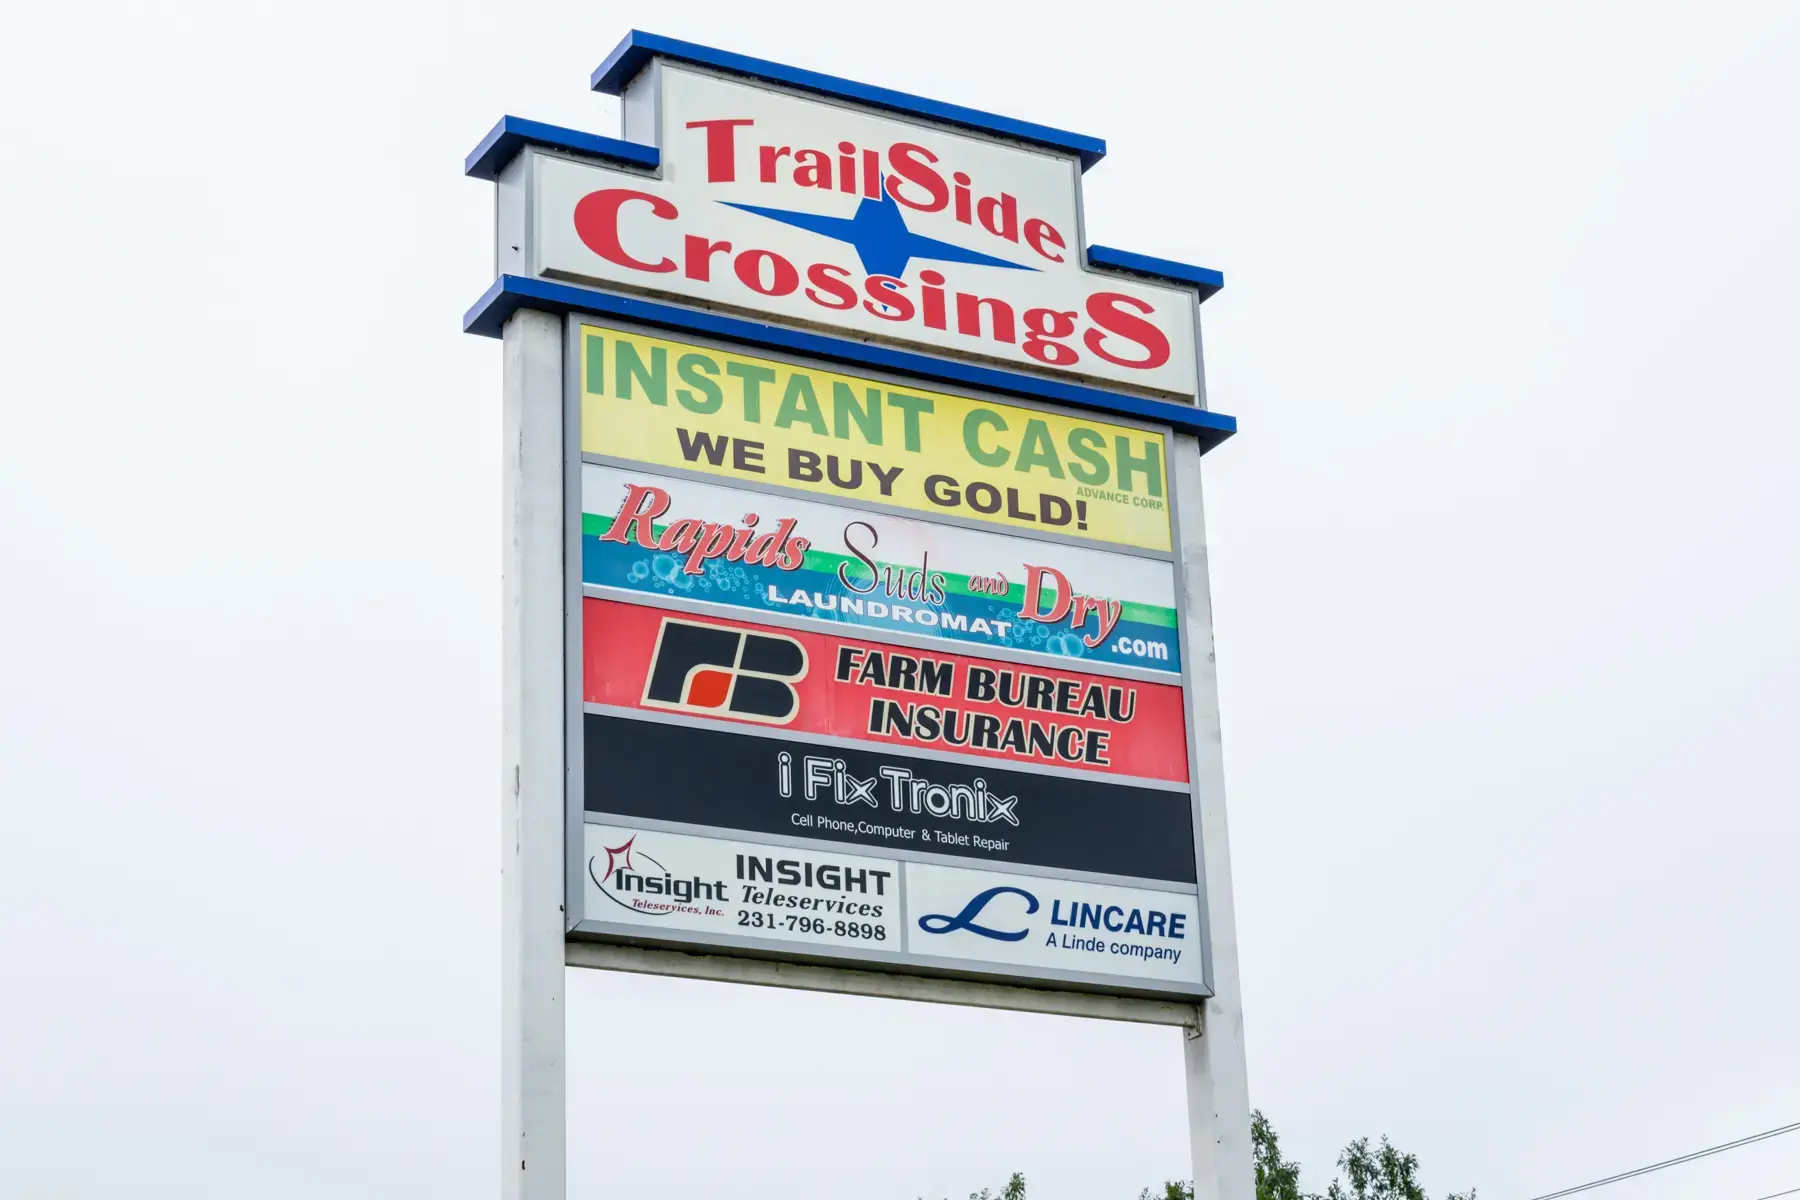 TrailSide
CrossingS
INSTANT CASH
ADVANCE CORP.
WE BUY GOLD!
Rapids Suds and Dry
LAUNDROMAT
.com
FB
FARM BUREAU
INSURANCE
i Fix Tronix
Cell Phone,Computer & Tablet Repair
Insight
Teleservices, Inc.
INSIGHT
Teleservices
231-796-8898
L
LINCARE
A Linde company